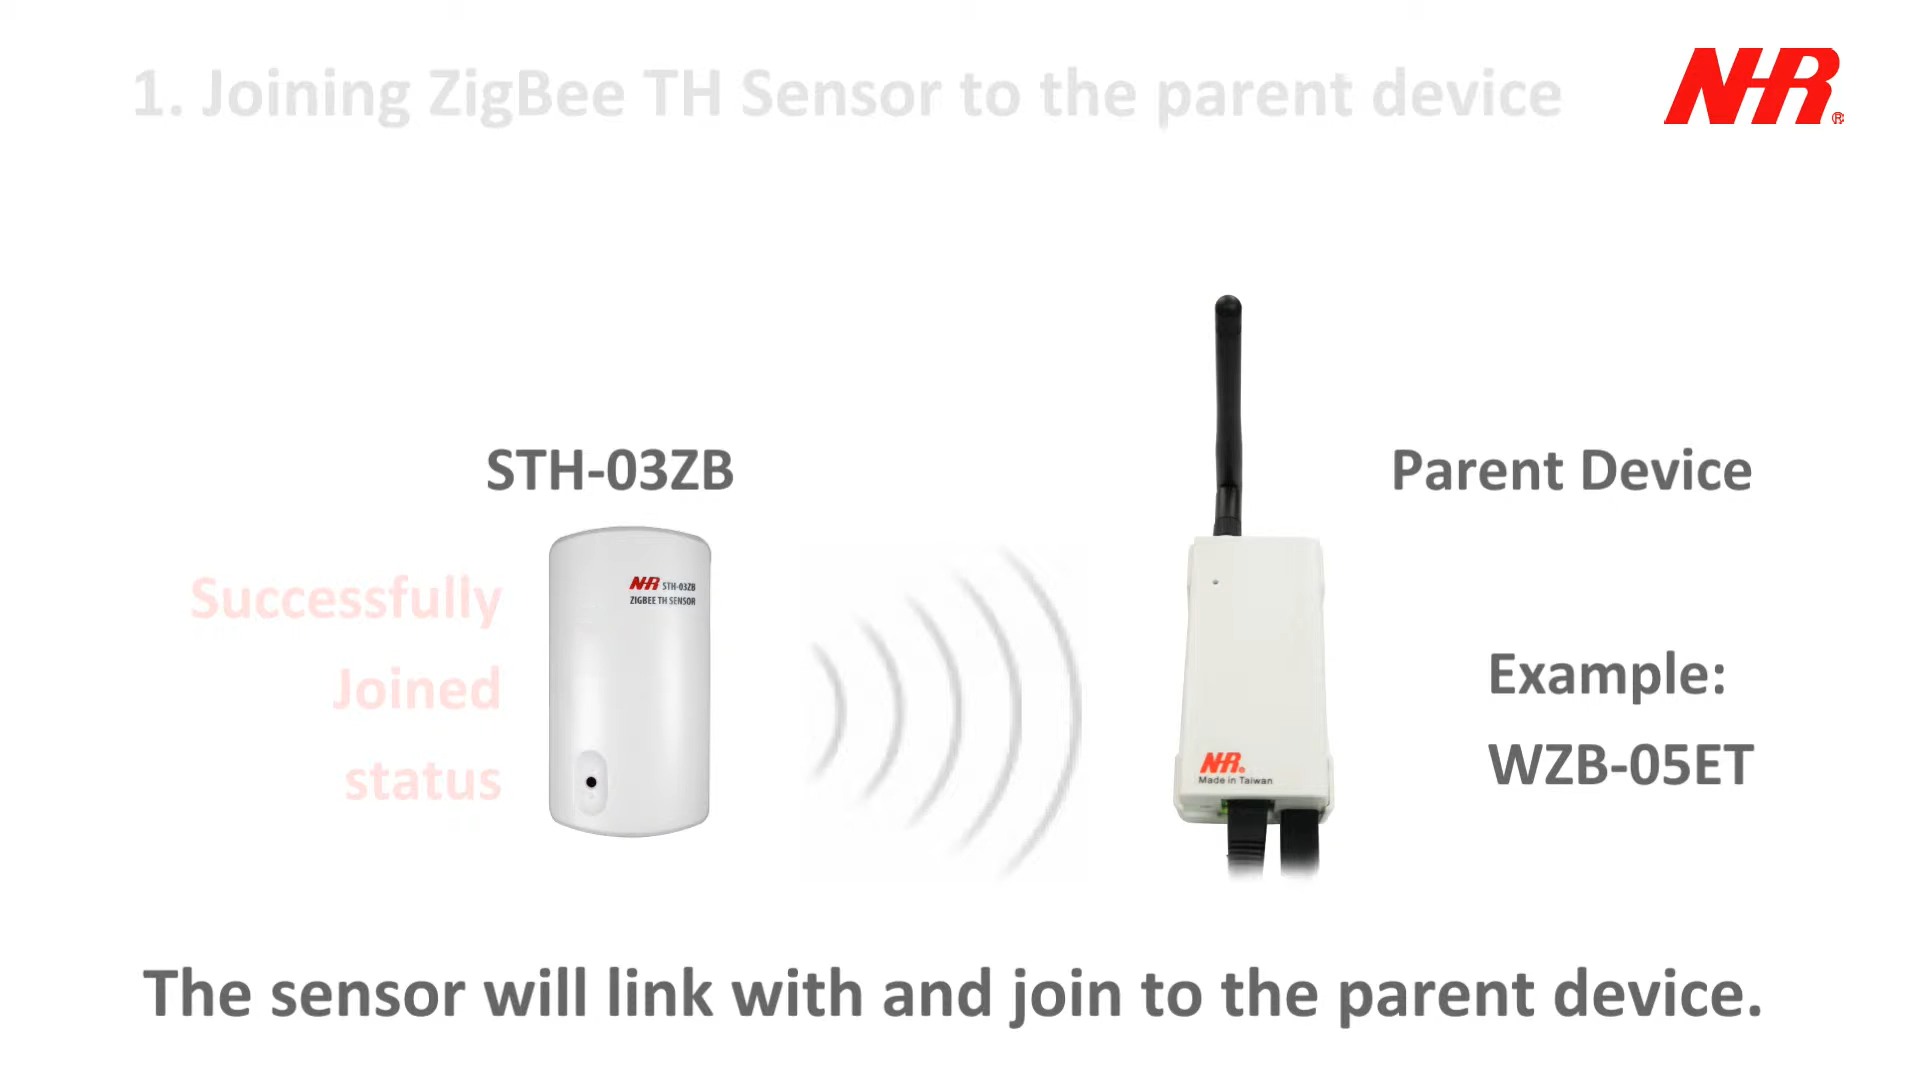 1. Joining ZigBee TH Sensor to the parent device
NHR®
STH-03ZB
Parent Device
NHR STH-03ZB
ZIGBEE TH SENSOR
Successfully
Joined
status
Example:
WZB-05ET
NHR.
Made in Taiwan
The sensor will link with and join to the parent device.